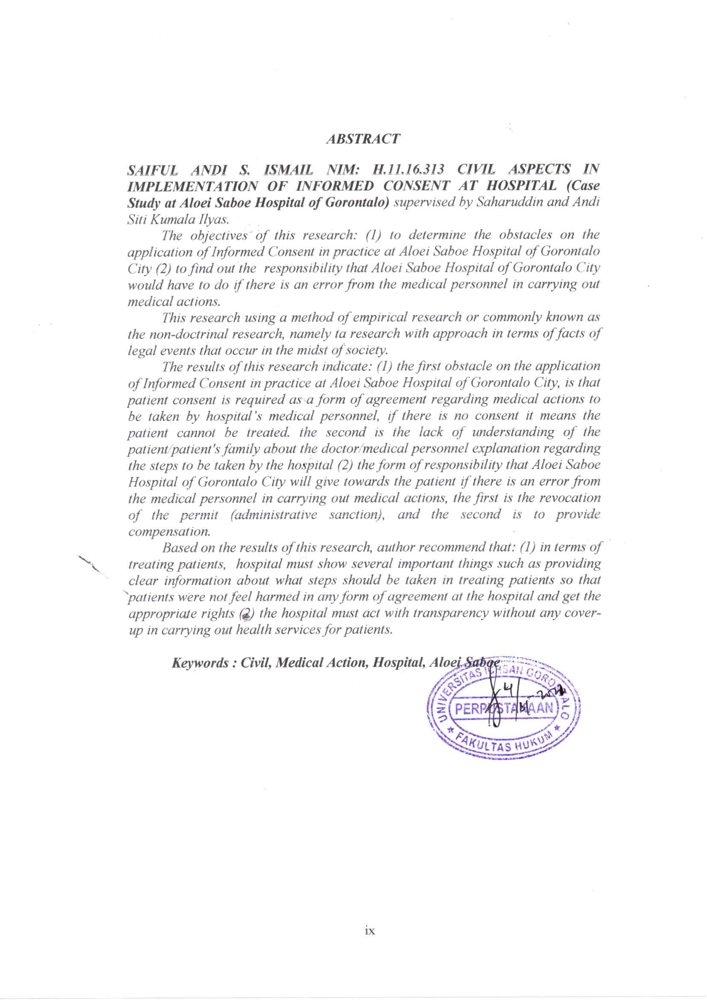 ABSTRACT
SAIFUL ANDI S. ISMAIL NIM: H.11.16.313 CIVIL ASPECTS IN
IMPLEMENTATION OF INFORMED CONSENT AT HOSPITAL (Case
Study at Aloei Saboe Hospital of Gorontalo) supervised by Saharuddin and Andi
Siti Kumala Ilyas.
The objectives of this research: (1) to determine the obstacles on the
application of Informed Consent in practice at Aloei Saboe Hospital of Gorontalo
City (2) to find out the responsibility that Aloei Saboe Hospital of Gorontalo City
would have to do if there is an error from the medical personnel in carrying out
medical actions.
This research using a method of empirical research or commonly known as
the non-doctrinal research, namely ta research with approach in terms of facts of
legal events that occur in the midst of society.
The results of this research indicate: (1) the first obstacle on the application
of Informed Consent in practice at Aloei Saboe Hospital of Gorontalo City, is that
patient consent is required as a form of agreement regarding medical actions to
be taken by hospital's medical personnel, if there is no consent it means the
patient cannot be treated. the second is the lack of understanding of the
patient/patient's family about the doctor/medical personnel explanation regarding
the steps to be taken by the hospital (2) the form of responsibility that Aloei Saboe
Hospital of Gorontalo City will give towards the patient if there is an error from
the medical personnel in carrying out medical actions, the first is the revocation
of the permit (administrative sanction), and the second is to provide
compensation.
Based on the results of this research, author recommend that: (1) in terms of
treating patients, hospital must show several important things such as providing
clear information about what steps should be taken in treating patients so that
patients were not feel harmed in any form of agreement at the hospital and get the
appropriate rights (2) the hospital must act with transparency without any cover-
up in carrying out health services for patients.
Keywords : Civil, Medical Action, Hospital, Aloei Saboe
UNIVERSITAS ICHSAN GORONTALO
PERPUSTAKAAN
FAKULTAS HUKUM
ix